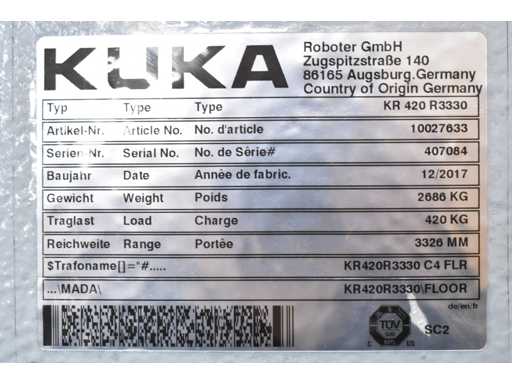 KUKA
Roboter GmbH
Zugspitzstraße 140
86165 Augsburg.Germany
Country of Origin Germany
Typ Type Type KR 420 R3330
Artikel-Nr. Article No. No. d'article 10027633
Serien-Nr. Serial No. No. de Série# 407084
Baujahr Date Année de fabric. 12/2017
Gewicht Weight Poids 2686 KG
Traglast Load Charge 420 KG
Reichweite Range Portée 3326 MM
$Trafoname[]="#..... KR420R3330 C4 FLR
...\MADA\ KR420R3330\FLOOR
de/en/fr
TÜV
C US
SC2